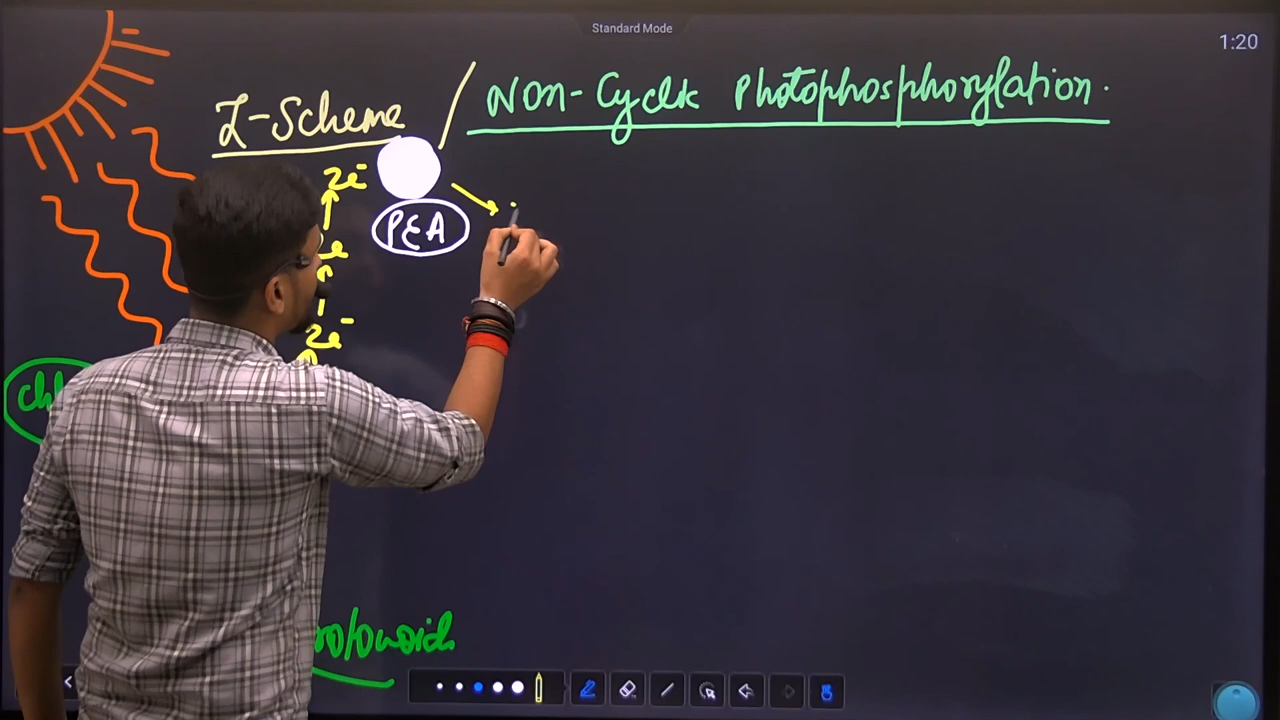 Standard Mode
1:20
Z-Scheme / Non-Cyclic Photophosphorylation.
2e⁻
PEA
e
2e⁻